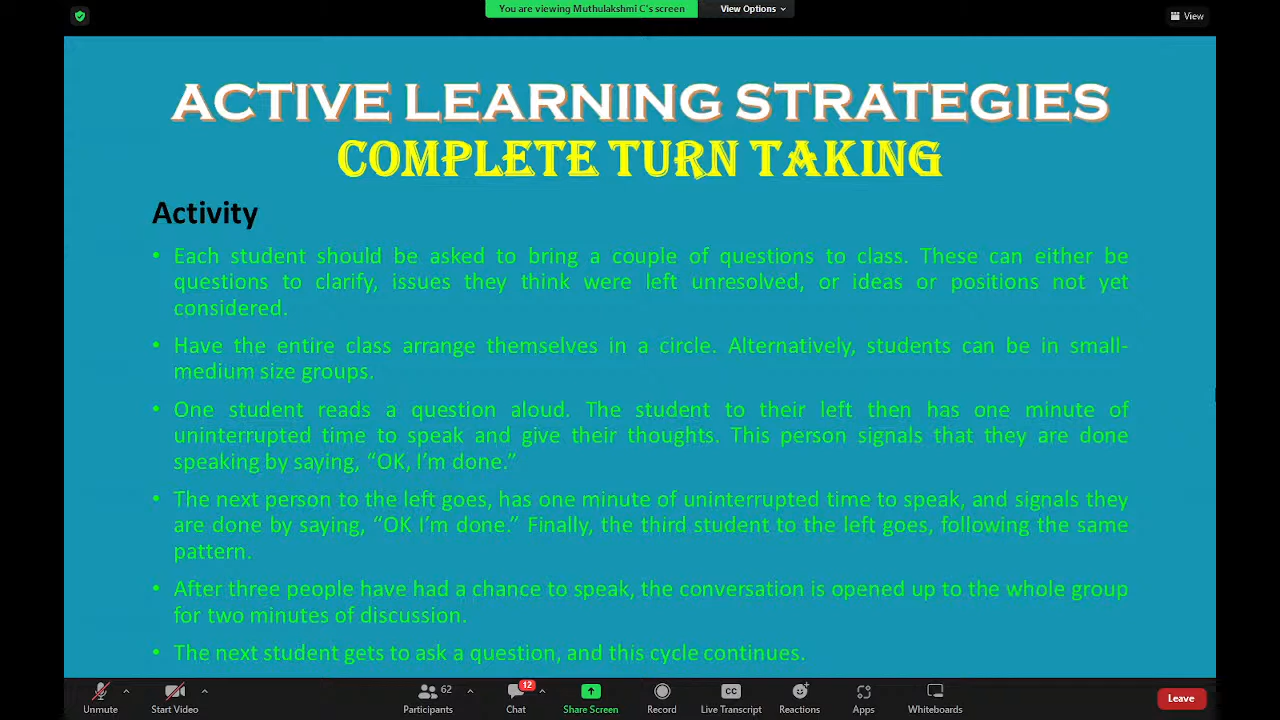 You are viewing Muthulakshmi C's screen
View Options
View
ACTIVE LEARNING STRATEGIES
COMPLETE TURN TAKING
Activity
• Each student should be asked to bring a couple of questions to class. These can either be
questions to clarify, issues they think were left unresolved, or ideas or positions not yet
considered.
• Have the entire class arrange themselves in a circle. Alternatively, students can be in small-
medium size groups.
• One student reads a question aloud. The student to their left then has one minute of
uninterrupted time to speak and give their thoughts. This person signals that they are done
speaking by saying, “OK, I’m done.”
• The next person to the left goes, has one minute of uninterrupted time to speak, and signals they
are done by saying, “OK I’m done.” Finally, the third student to the left goes, following the same
pattern.
• After three people have had a chance to speak, the conversation is opened up to the whole group
for two minutes of discussion.
• The next student gets to ask a question, and this cycle continues.
62
12
CC
Unmute
Start Video
Participants
Chat
Share Screen
Record
Live Transcript
Reactions
Apps
Whiteboards
Leave